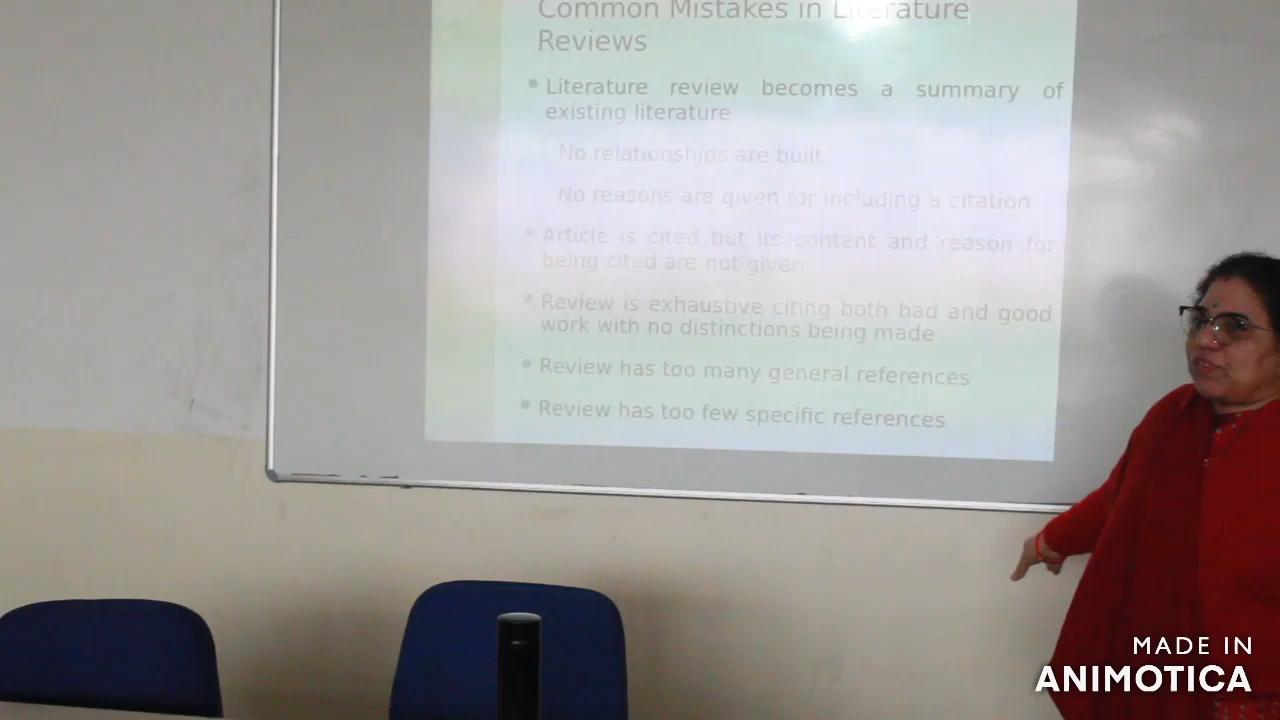 Common Mistakes in Literature
Reviews
• Literature review becomes a summary of
existing literature
No relationships are built
No reasons are given for including a citation
• Article is cited but its content and reason for
being cited are not given
• Review is exhaustive citing both bad and good
work with no distinctions being made
• Review has too many general references
• Review has too few specific references
MADE IN
ANIMOTICA